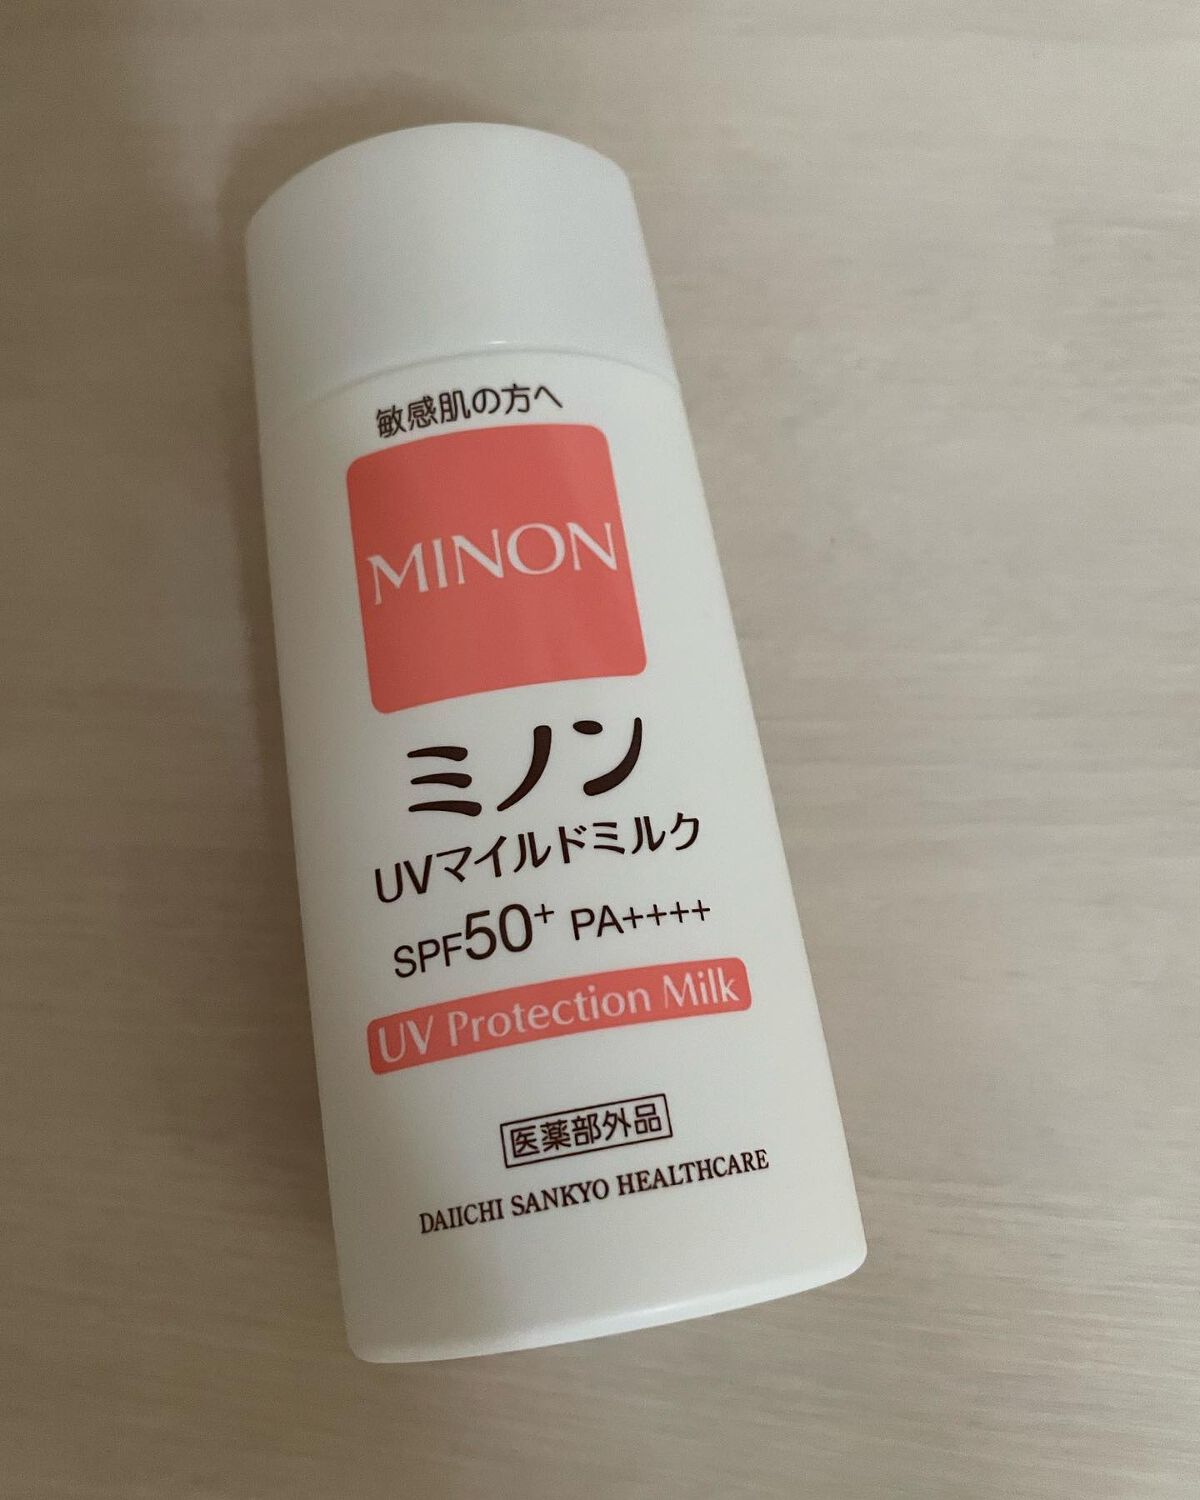 敏感肌の方へ
MINON
ミノン
UVマイルドミルク
SPF50+ PA++++
UV Protection Milk
医薬部外品
DAIICHI SANKYO HEALTHCARE